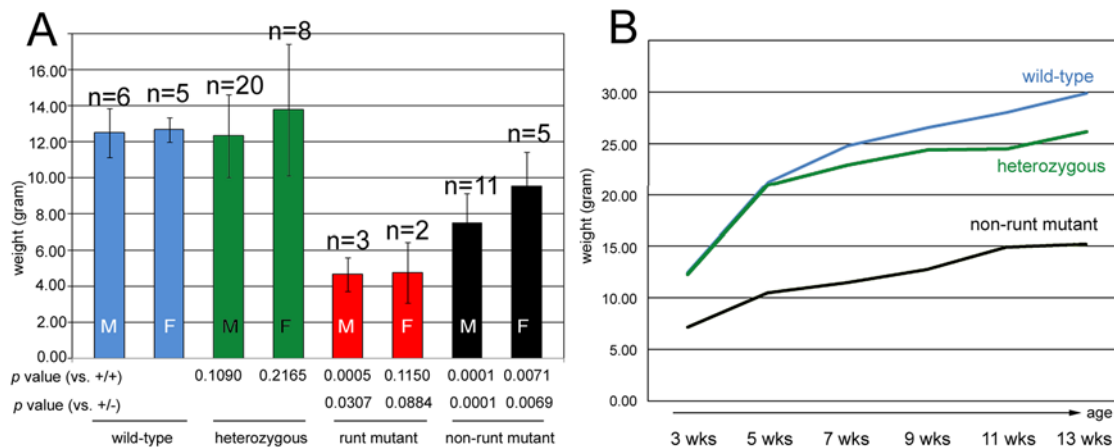 A
n=8
16.00
n=20
14.00
n=6
n=5
12.00
n=5
10.00
n=11
8.00
n=3
n=2
6.00
4.00
2.00
0.00
weight (gram)
M F M F M F M F
p value (vs. +/+) 0.1090 0.2165 0.0005 0.1150 0.0001 0.0071
p value (vs. +/-) 0.0307 0.0884 0.0001 0.0069
wild-type heterozygous runt mutant non-runt mutant
B
35.00
wild-type
30.00
25.00
heterozygous
20.00
non-runt mutant
15.00
10.00
5.00
0.00
weight (gram)
age
3 wks 5 wks 7 wks 9 wks 11 wks 13 wks